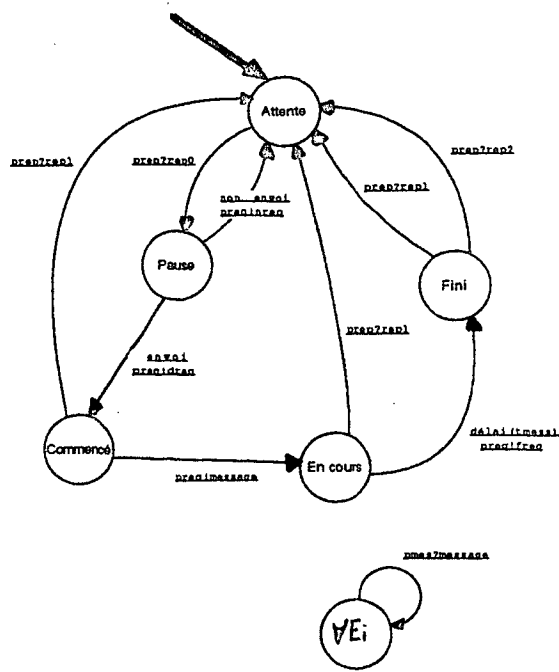 Attente
prep?rep1
prep?rep0
prep?rep2
non envoi
preq!nreq
prep?rep1
Pause
Fini
prep?rep1
envoi
preq!dreq
délai(tmess)
preq!freq
Commencé
En cours
preq!message
pmes?message
∀Ei